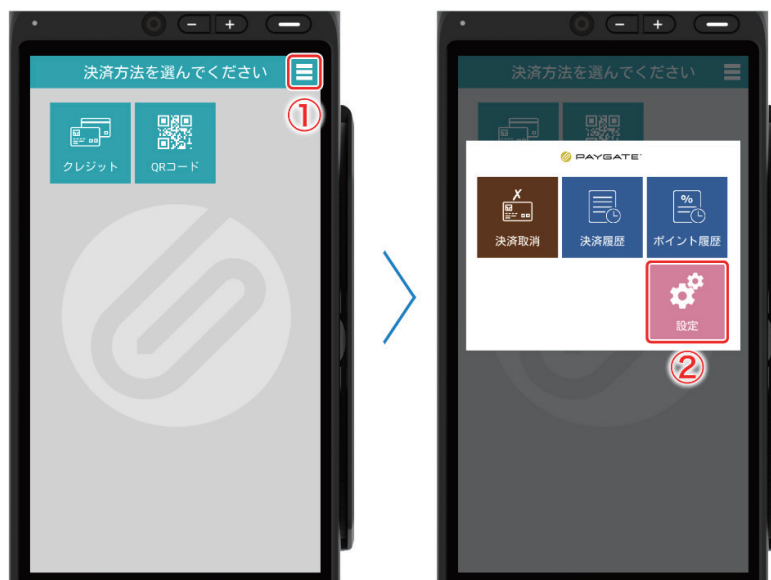 決済方法を選んでください
①
クレジット
QRコード
決済方法を選んでください
PAYGATE
決済取消
決済履歴
ポイント履歴
設定
②